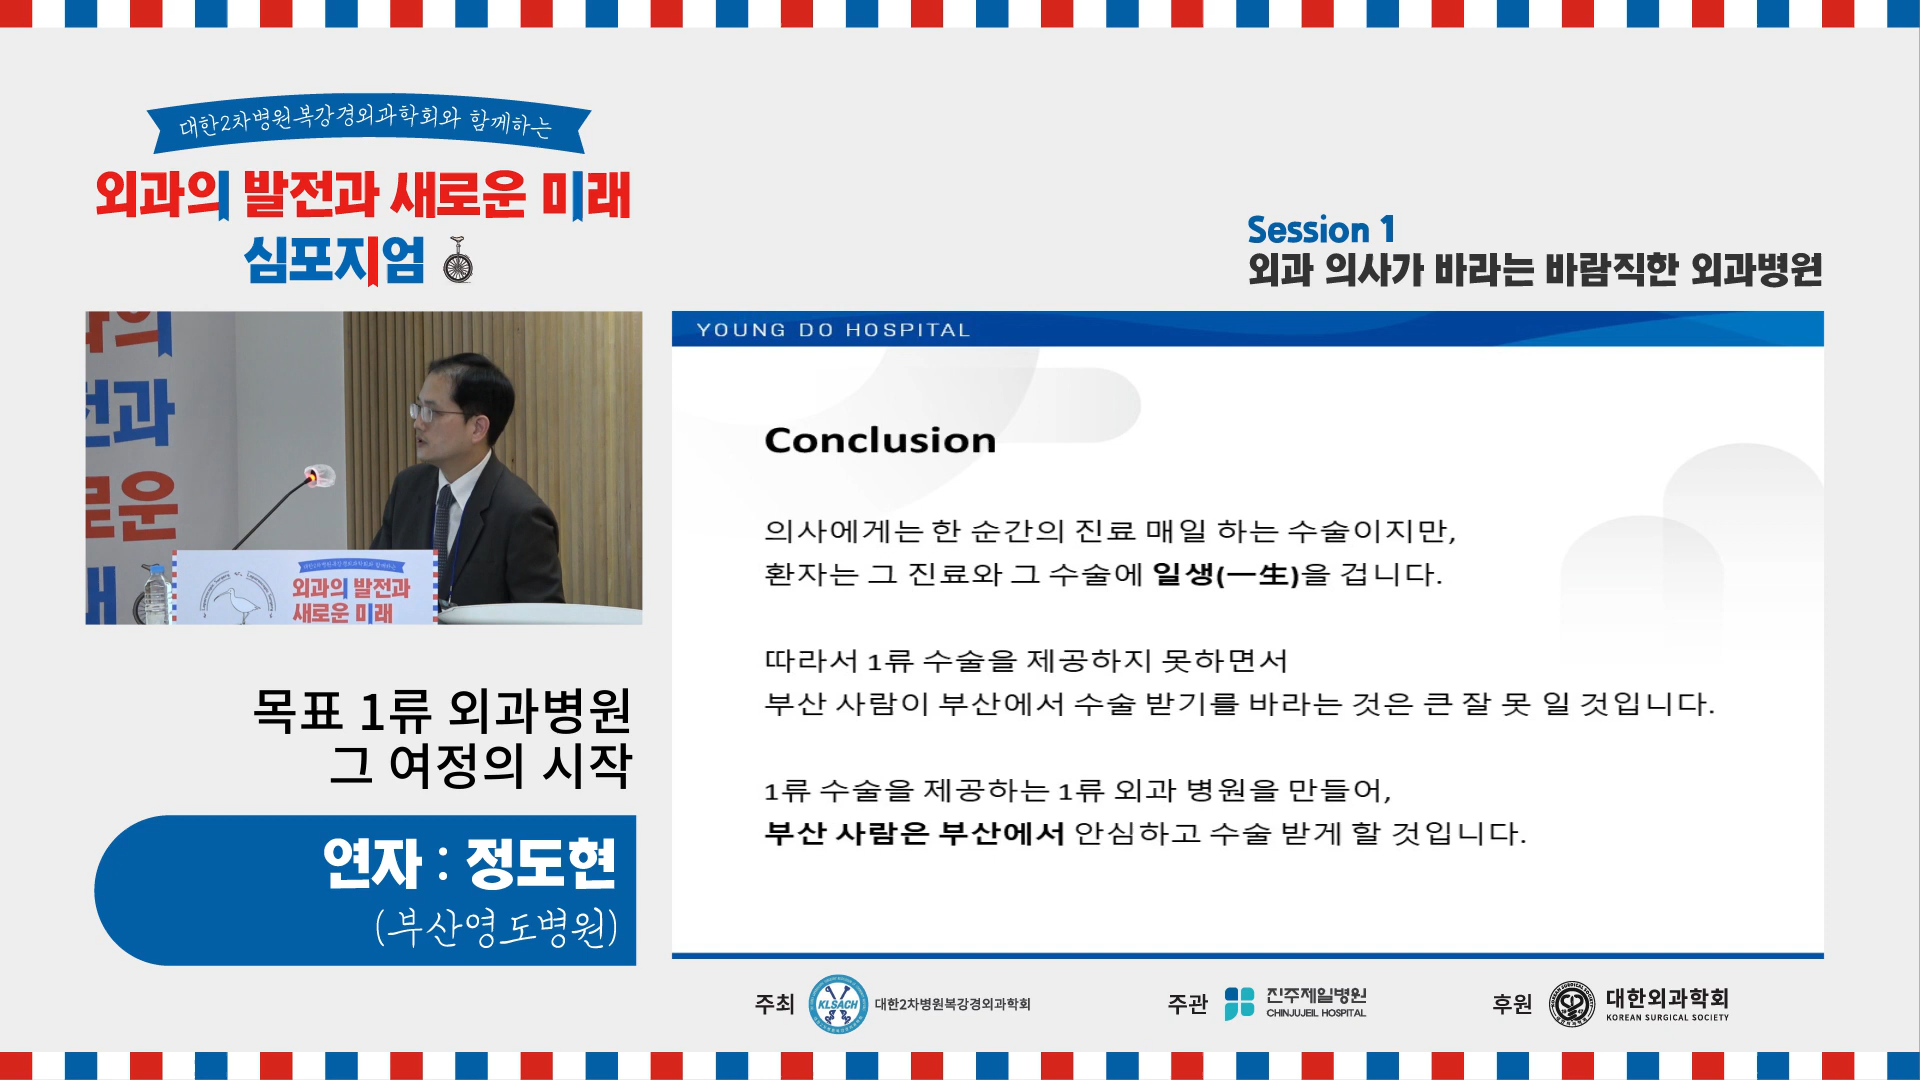 대한2차병원복강경외과학회와 함께하는
외과의 발전과 새로운 미래
심포지엄
Session 1
외과 의사가 바라는 바람직한 외과병원
YOUNG DO HOSPITAL
Conclusion
의사에게는 한 순간의 진료 매일 하는 수술이지만,
환자는 그 진료와 그 수술에 일생(一生)을 겁니다.
따라서 1류 수술을 제공하지 못하면서
부산 사람이 부산에서 수술 받기를 바라는 것은 큰 잘 못 일 것입니다.
1류 수술을 제공하는 1류 외과 병원을 만들어,
부산 사람은 부산에서 안심하고 수술 받게 할 것입니다.
전과
로운
외과의 발전과
새로운 미래
목표 1류 외과병원
그 여정의 시작
연자 : 정도현
(부산영도병원)
주최 KLSACH 대한2차병원복강경외과학회
주관 진주제일병원
CHINJUJEIL HOSPITAL
후원 대한외과학회
KOREAN SURGICAL SOCIETY